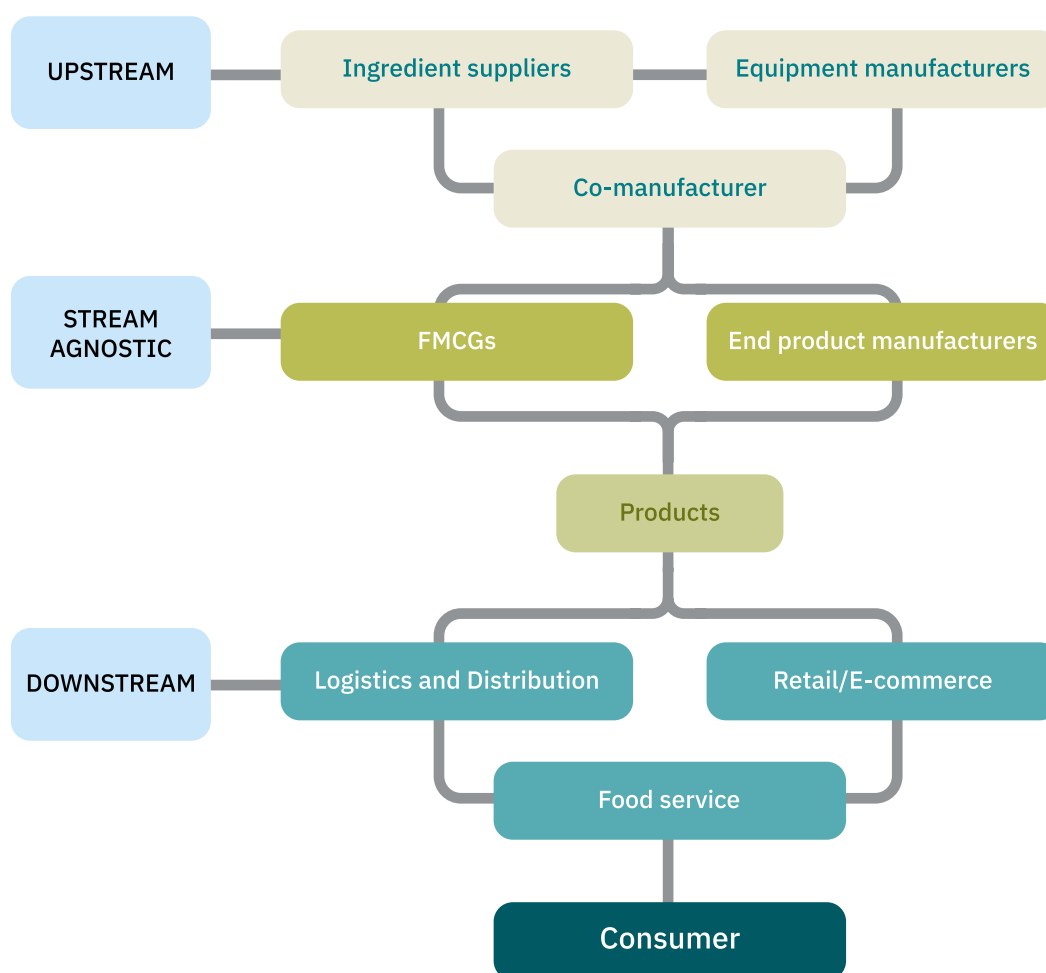 UPSTREAM
Ingredient suppliers
Equipment manufacturers
Co-manufacturer
STREAM
AGNOSTIC
FMCGs
End product manufacturers
Products
DOWNSTREAM
Logistics and Distribution
Retail/E-commerce
Food service
Consumer